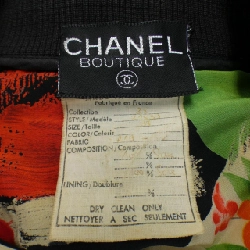 CHANEL
BOUTIQUE
Fabriqué en France
Collection
STYLE/Modèle
SIZE/Taille
COLOR/Coloris
FABRIC
COMPOSITION/Composition
%
%
%
LINING/Doublure
%
DRY CLEAN ONLY
NETTOYER A SEC SEULEMENT